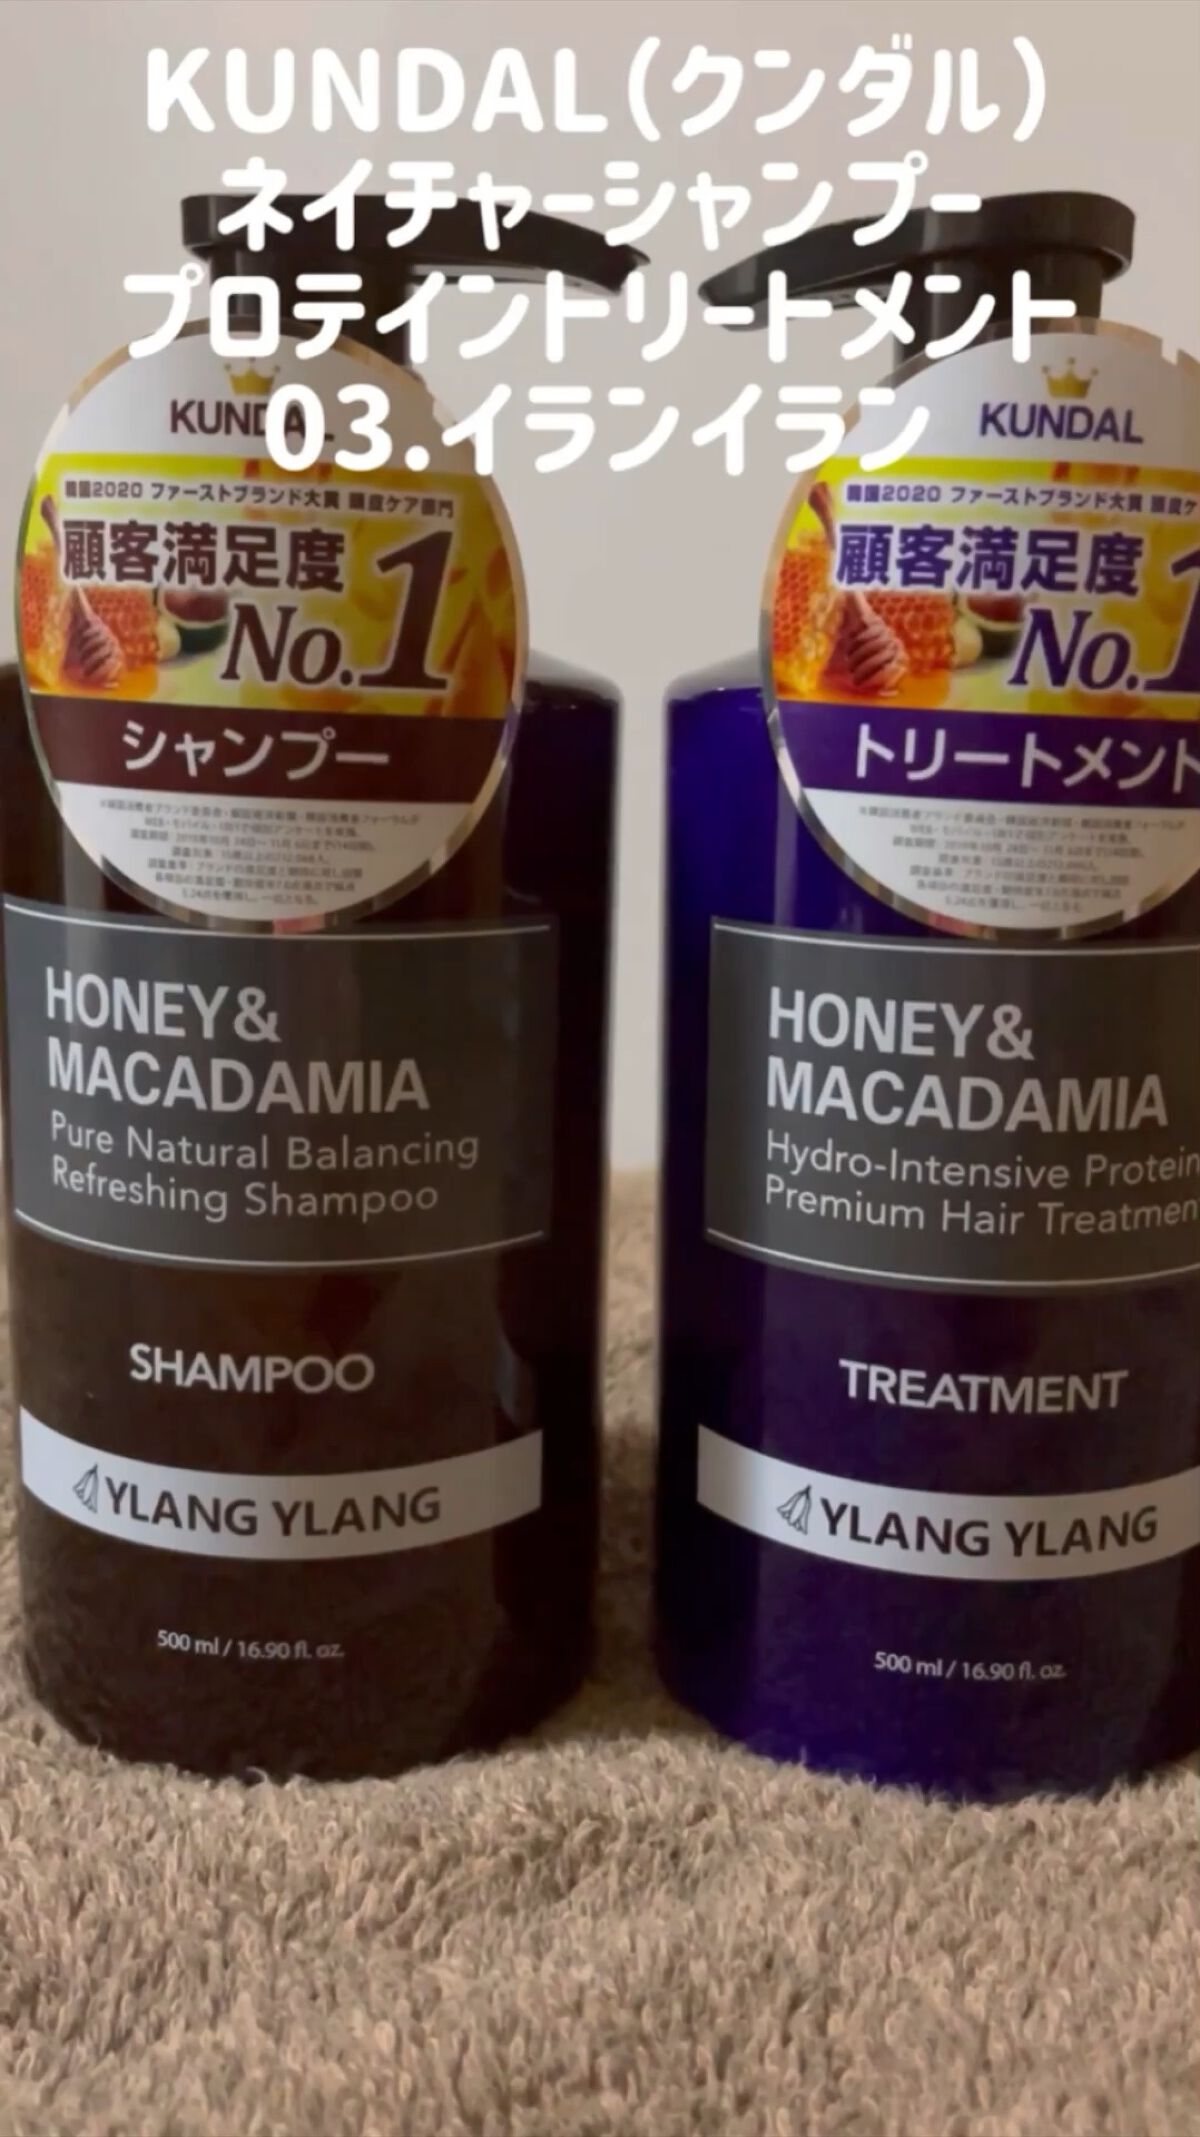 KUNDAL(クンダル)
ネイチャーシャンプー
プロテイントリートメント
03.イランイラン
KUNDAL
韓国2020 ファーストブランド大賞 頭皮ケア部門
顧客満足度
No.1
シャンプー
HONEY&
MACADAMIA
Pure Natural Balancing
Refreshing Shampoo
SHAMPOO
YLANG YLANG
500 ml / 16.90 fl. oz.
KUNDAL
韓国2020 ファーストブランド大賞 頭皮ケ
顧客満足度
No.1
トリートメント
HONEY&
MACADAMIA
Hydro-Intensive Protein
Premium Hair Treatmen
TREATMENT
YLANG YLANG
500 ml / 16.90 fl. oz.